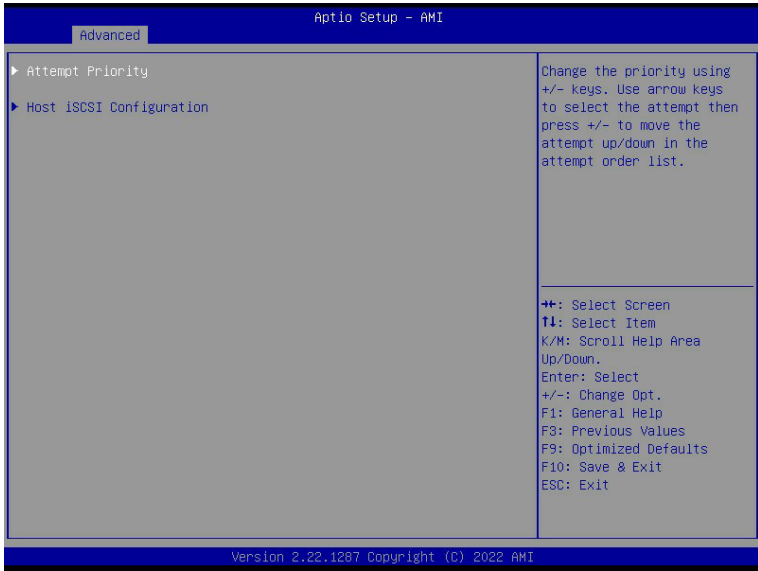 Aptio Setup – AMI
Advanced
▶ Attempt Priority
▶ Host iSCSI Configuration
Change the priority using
+/- keys. Use arrow keys
to select the attempt then
press +/- to move the
attempt up/down in the
attempt order list.
→←: Select Screen
↑↓: Select Item
K/M: Scroll Help Area
Up/Down.
Enter: Select
+/-: Change Opt.
F1: General Help
F3: Previous Values
F9: Optimized Defaults
F10: Save & Exit
ESC: Exit
Version 2.22.1287 Copyright (C) 2022 AMI